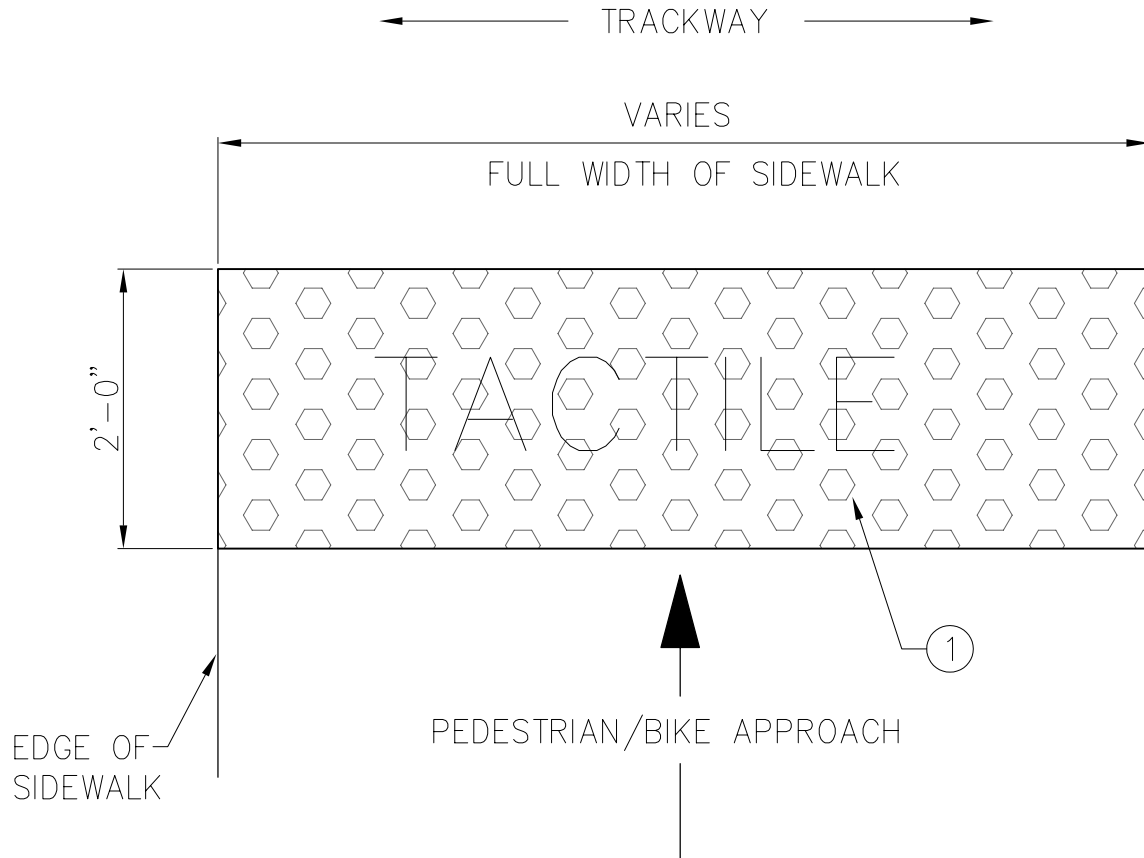 TRACKWAY
VARIES
FULL WIDTH OF SIDEWALK
2'-0"
TACTILE
1
PEDESTRIAN/BIKE APPROACH
EDGE OF
SIDEWALK